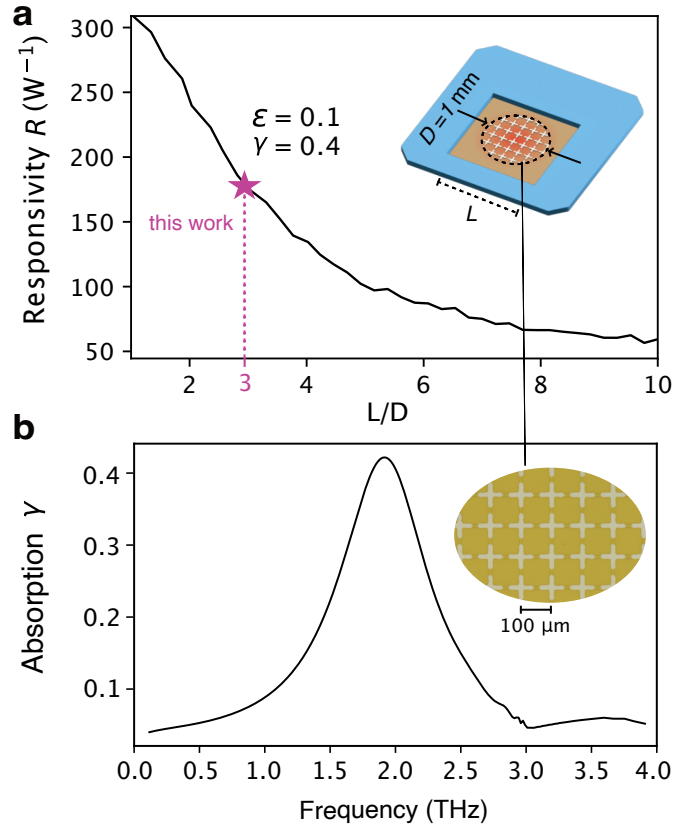 a
Responsivity R (W⁻¹)
300
250
200
150
100
50
ε = 0.1
γ = 0.4
this work
D=1 mm
L
2
3
4
6
8
10
L/D
b
Absorption γ
0.4
0.3
0.2
0.1
100 μm
0.0
0.5
1.0
1.5
2.0
2.5
3.0
3.5
4.0
Frequency (THz)